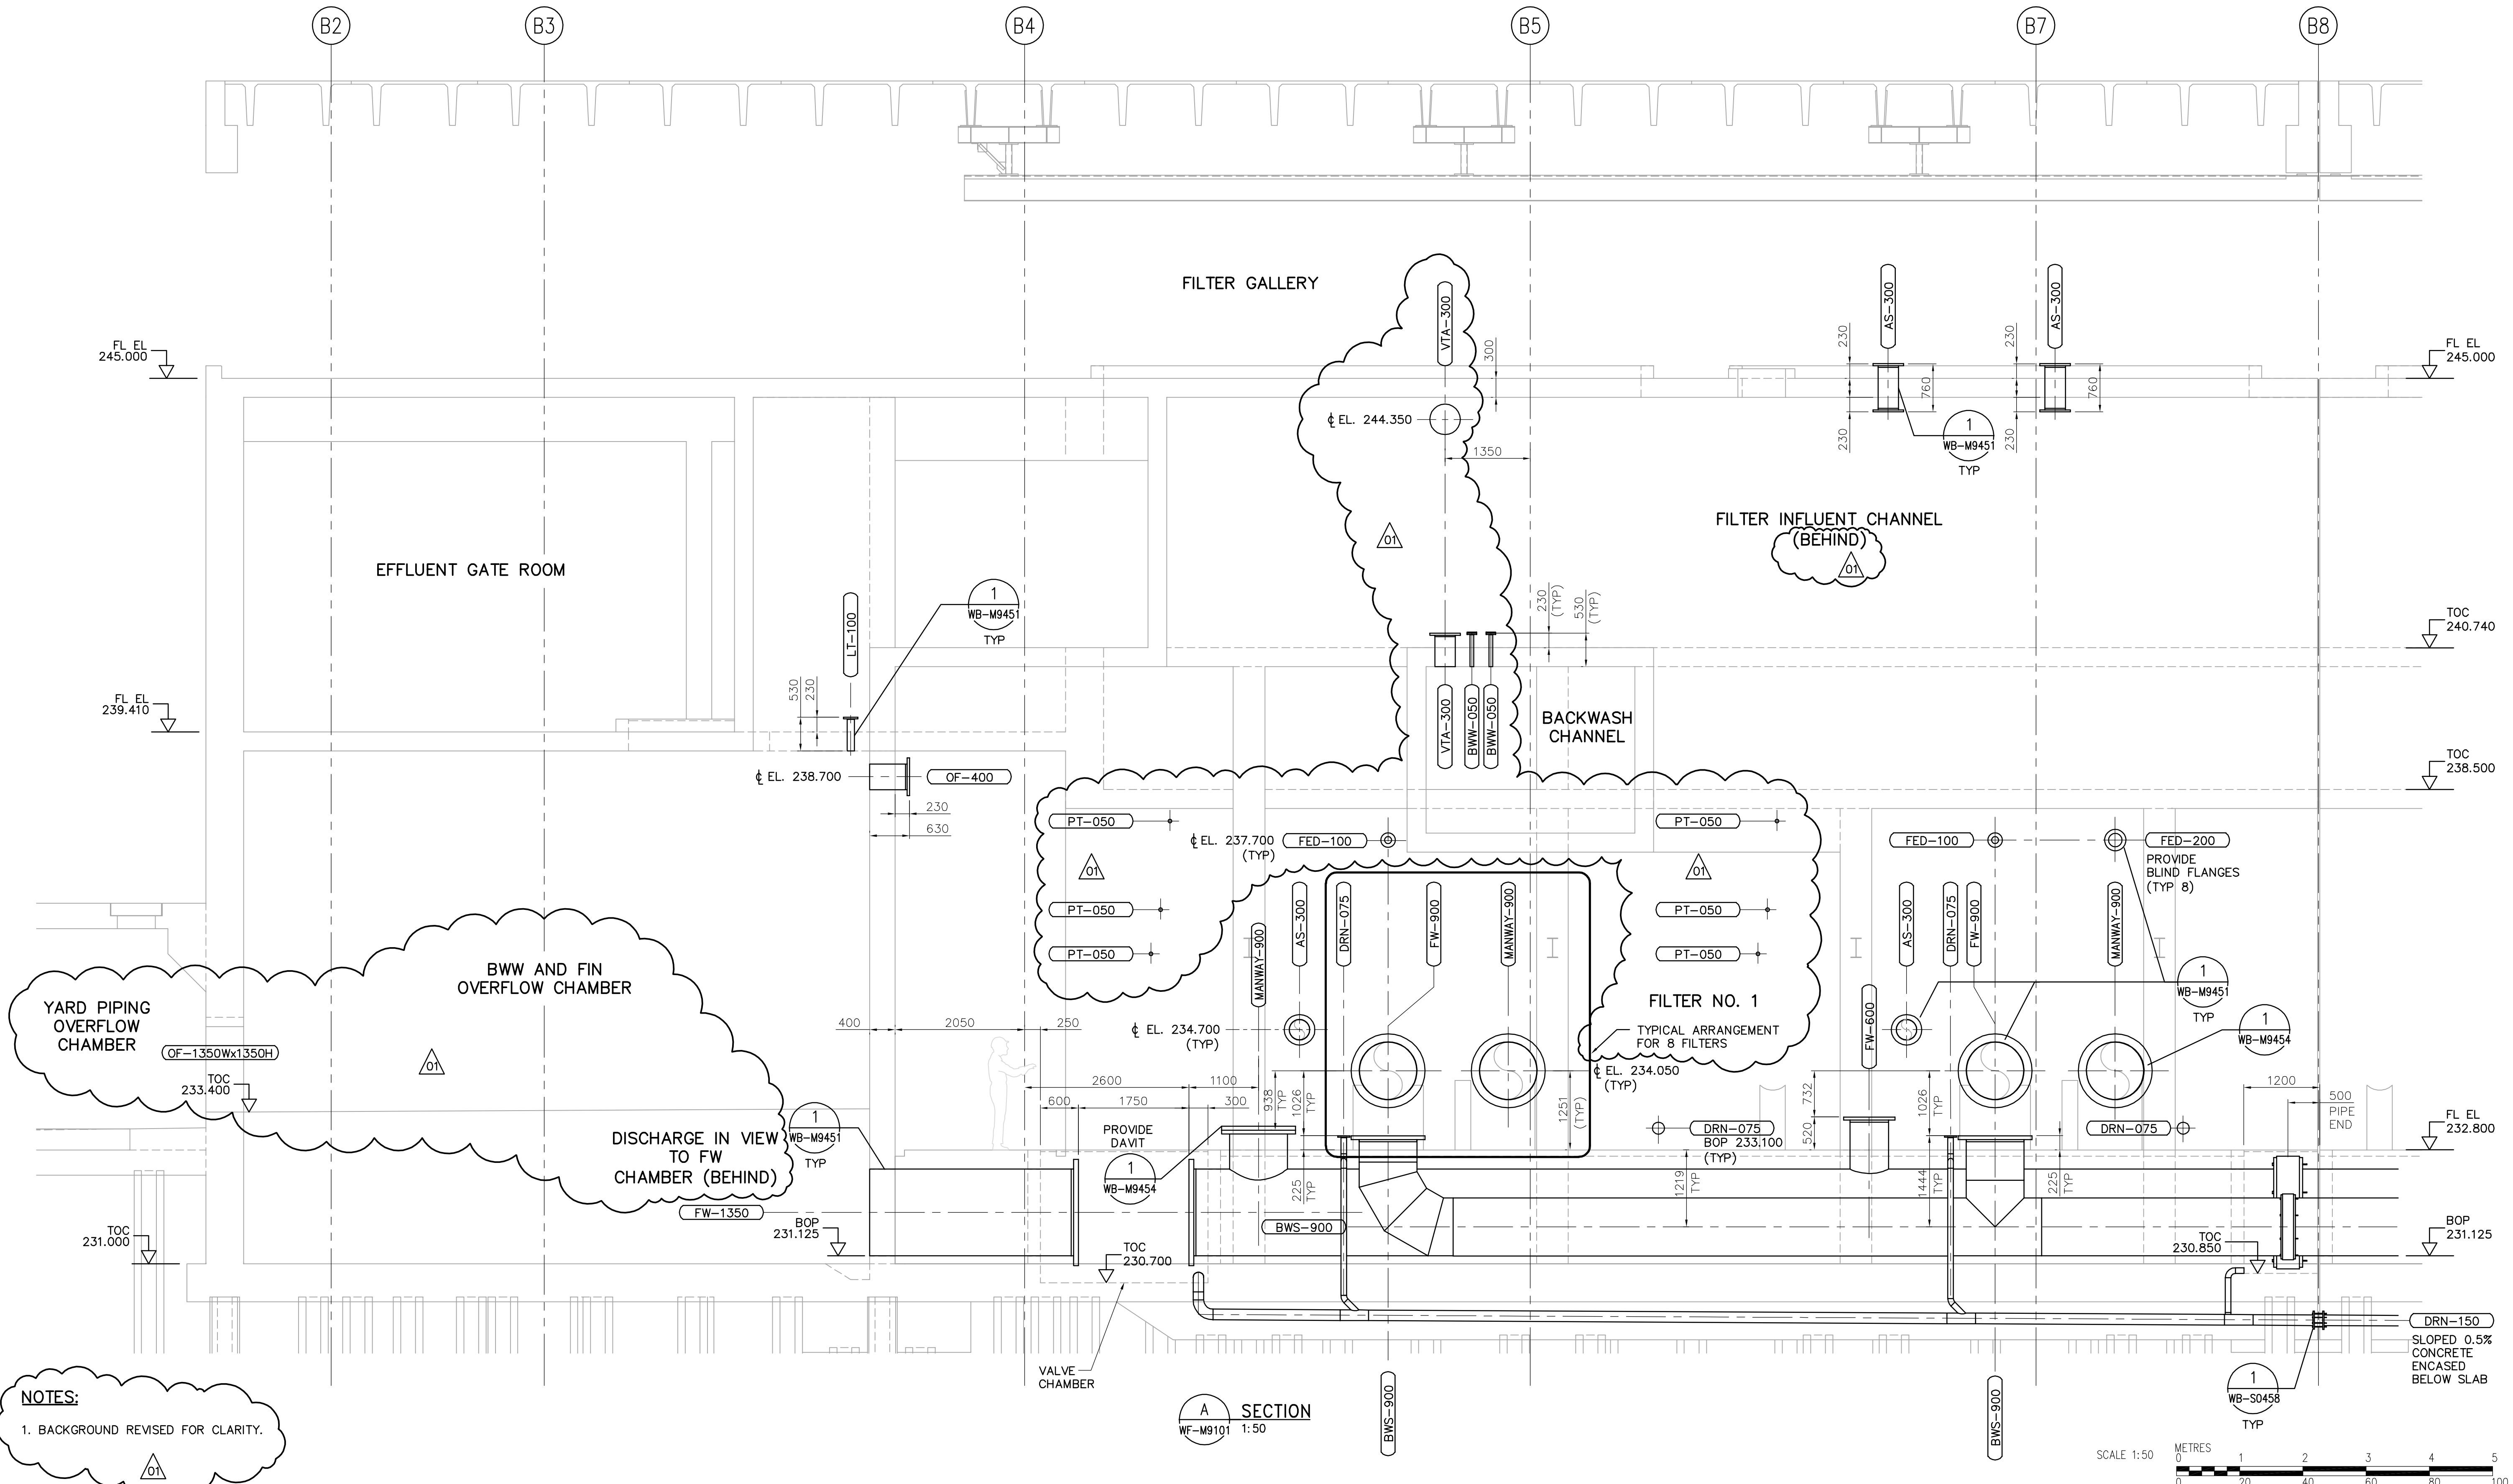 B2
B3
B4
B5
B7
B8
FILTER GALLERY
VTA-300
AS-300
AS-300
FL EL
245.000
300
230
760
230
230
760
230
FL EL
245.000
℄ EL. 244.350
1350
1
WB-M9451
TYP
01
FILTER INFLUENT CHANNEL
(BEHIND)
01
EFFLUENT GATE ROOM
LT-100
1
WB-M9451
TYP
530
230
230
(TYP)
530
(TYP)
TOC
240.740
FL EL
239.410
VTA-300
BWW-050
BWW-050
BACKWASH
CHANNEL
℄ EL. 238.700
OF-400
230
630
TOC
238.500
PT-050
01
PT-050
PT-050
℄ EL. 237.700
(TYP)
FED-100
PT-050
01
PT-050
PT-050
FED-100
FED-200
PROVIDE
BLIND FLANGES
(TYP 8)
MANWAY-900
AS-300
DRN-075
FW-900
MANWAY-900
AS-300
DRN-075
FW-900
MANWAY-900
BWW AND FIN
OVERFLOW CHAMBER
YARD PIPING
OVERFLOW
CHAMBER
OF-1350Wx1350H
01
TOC
233.400
400
2050
250
℄ EL. 234.700
(TYP)
FILTER NO. 1
TYPICAL ARRANGEMENT
FOR 8 FILTERS
℄ EL. 234.050
(TYP)
FW-600
1
WB-M9451
TYP
1
WB-M9454
2600
1100
600
1750
300
938
TYP
1026
TYP
1251
(TYP)
732
520
1026
TYP
1200
500
PIPE
END
DRN-075
BOP 233.100
(TYP)
DRN-075
FL EL
232.800
1
WB-M9451
TYP
DISCHARGE IN VIEW
TO FW
CHAMBER (BEHIND)
PROVIDE
DAVIT
1
WB-M9454
225
TYP
1219
TYP
1444
TYP
225
TYP
FW-1350
BWS-900
BOP
231.125
TOC
231.000
TOC
230.700
TOC
230.850
BOP
231.125
VALVE
CHAMBER
DRN-150
SLOPED 0.5%
CONCRETE
ENCASED
BELOW SLAB
1
WB-S0458
TYP
BWS-900
BWS-900
NOTES:
1. BACKGROUND REVISED FOR CLARITY.
01
A
WF-M9101
SECTION
1:50
SCALE 1:50
METRES
0 1 2 3 4 5
0 20 40 60 80 100